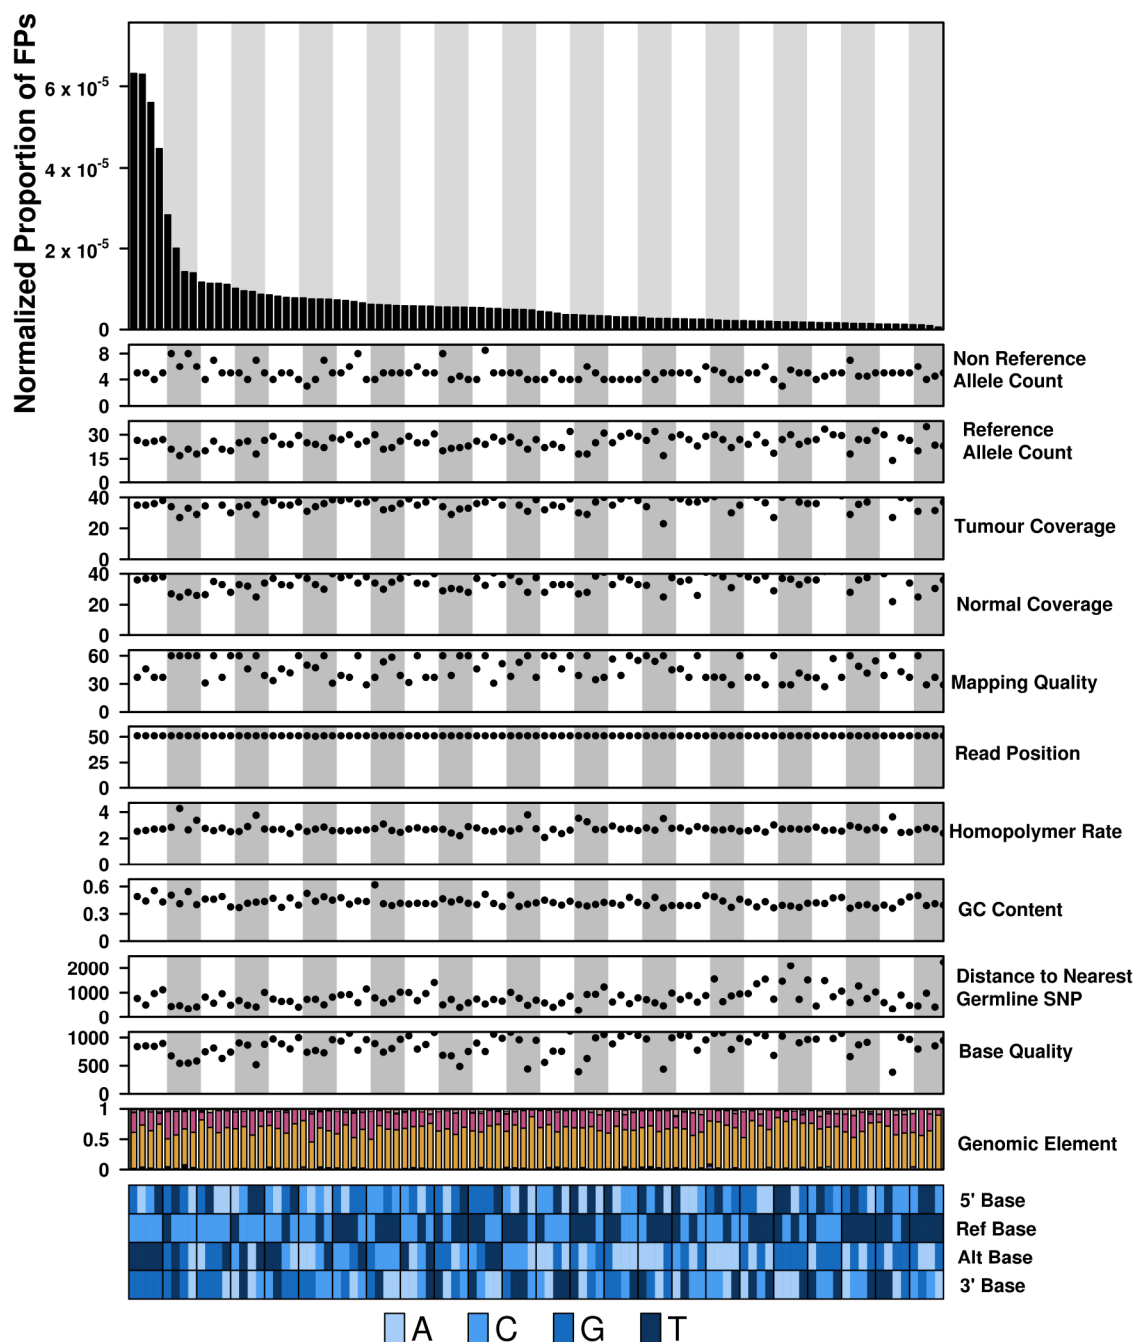 Normalized Proportion of FPs
6 x 10⁻⁵
4 x 10⁻⁵
2 x 10⁻⁵
0
8
4
0
Non Reference
Allele Count
30
15
0
Reference
Allele Count
40
20
0
Tumour Coverage
40
20
0
Normal Coverage
60
30
0
Mapping Quality
50
25
0
Read Position
4
2
0
Homopolymer Rate
0.6
0.3
0
GC Content
2000
1000
0
Distance to Nearest
Germline SNP
1000
500
0
Base Quality
1
0.5
0
Genomic Element
5' Base
Ref Base
Alt Base
3' Base
A C G T